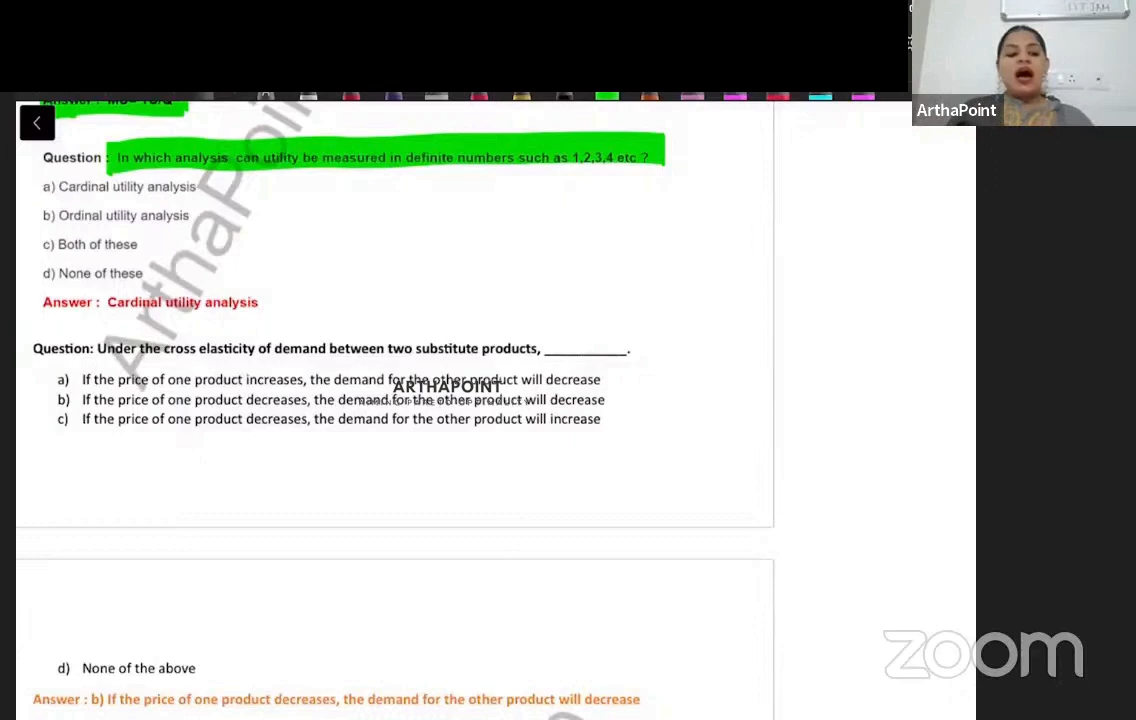 IIT JAM
ArthaPoint
Question : In which analysis can utility be measured in definite numbers such as 1,2,3,4 etc ?
a) Cardinal utility analysis
b) Ordinal utility analysis
c) Both of these
d) None of these
Answer : Cardinal utility analysis
ArthaPoi
Question: Under the cross elasticity of demand between two substitute products, ____________.
a) If the price of one product increases, the demand for the other product will decrease
ARTHAPOINT
b) If the price of one product decreases, the demand for the other product will decrease
c) If the price of one product decreases, the demand for the other product will increase
d) None of the above
zoom
Answer : b) If the price of one product decreases, the demand for the other product will decrease